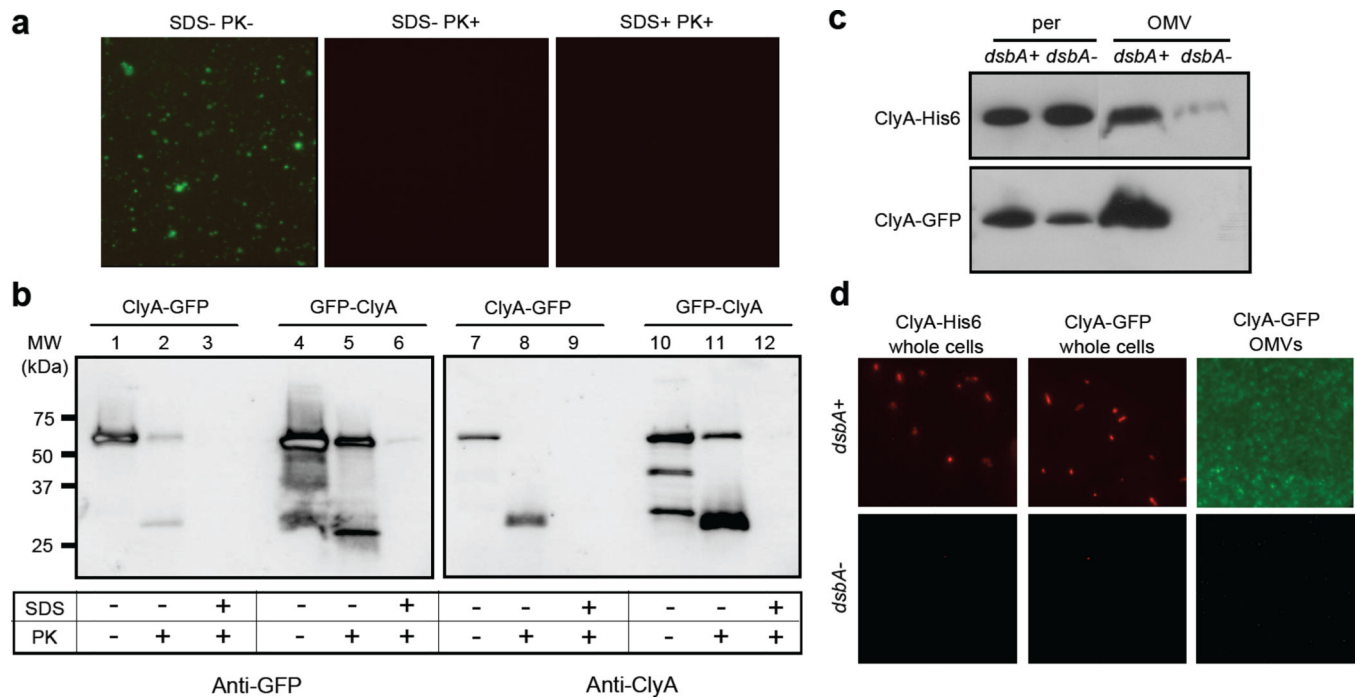 a
SDS- PK-
SDS- PK+
SDS+ PK+
b
ClyA-GFP
GFP-ClyA
ClyA-GFP
GFP-ClyA
MW
(kDa)
1 2 3 4 5 6 7 8 9 10 11 12
75
50
37
25
SDS - - + - - + - - + - - +
PK - + + - + + - + + - + +
Anti-GFP
Anti-ClyA
c
per
OMV
dsbA+ dsbA- dsbA+ dsbA-
ClyA-His6
ClyA-GFP
d
ClyA-His6
whole cells
ClyA-GFP
whole cells
ClyA-GFP
OMVs
dsbA+
dsbA-